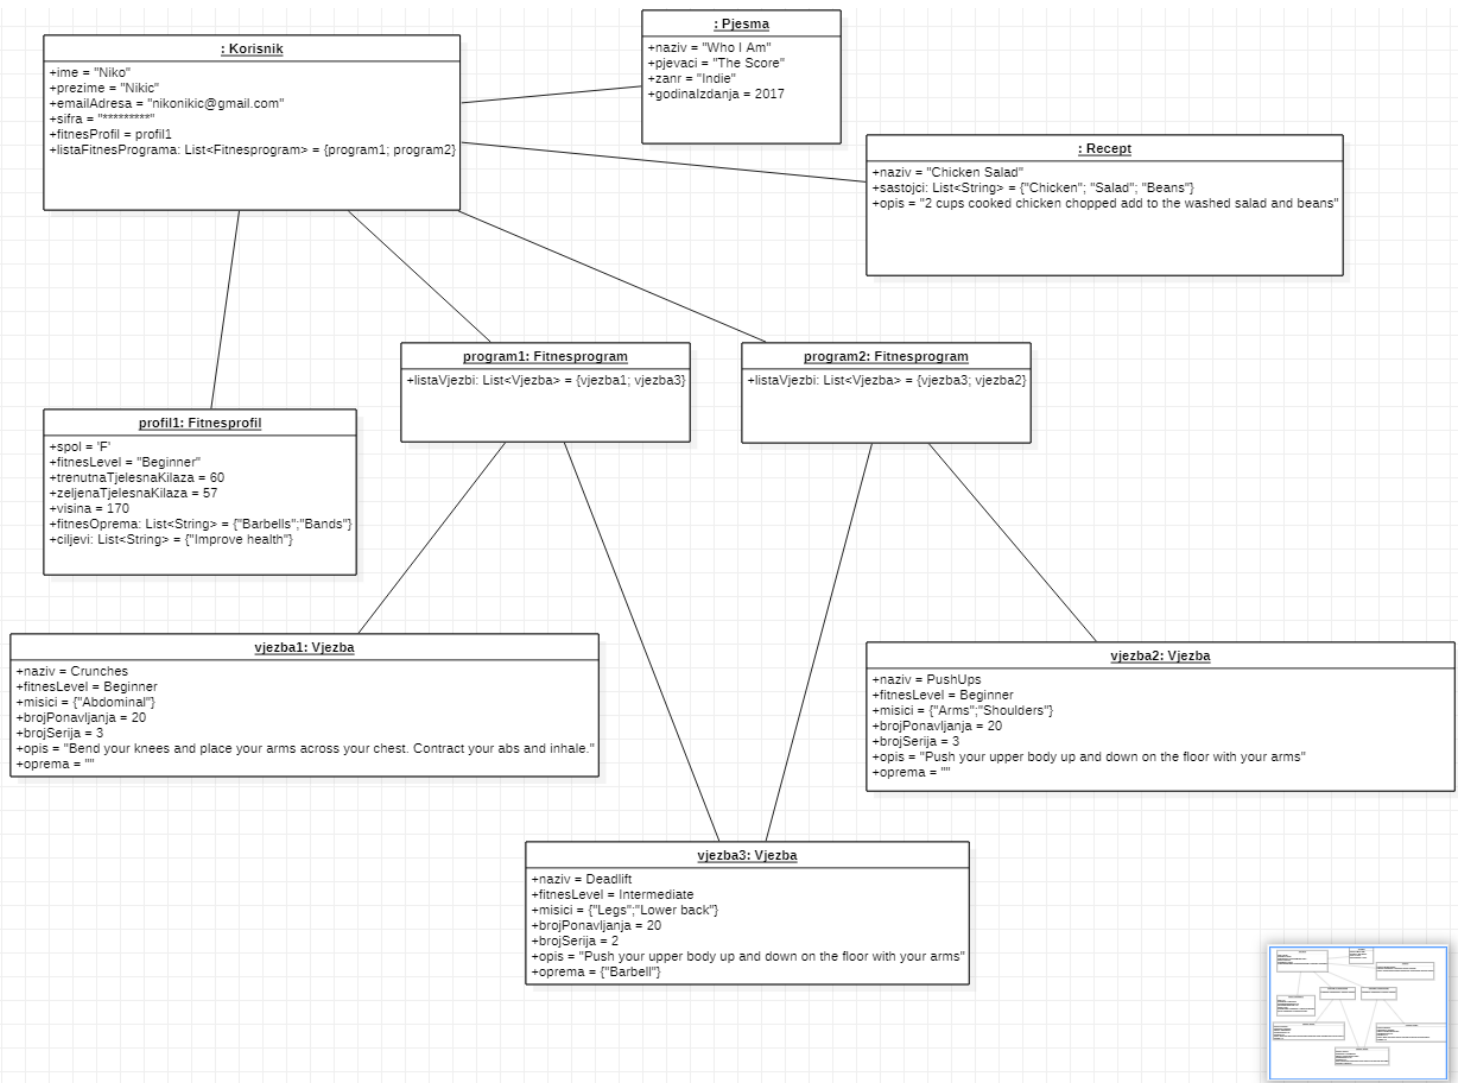 : Korisnik
+ime = "Niko"
+prezime = "Nikic"
+emailAdresa = "nikonikic@gmail.com"
+sifra = "*********"
+fitnesProfil = profil1
+listaFitnesPrograma: List<Fitnesprogram> = {program1; program2}
: Pjesma
+naziv = "Who I Am"
+pjevaci = "The Score"
+zanr = "Indie"
+godinaIzdanja = 2017
: Recept
+naziv = "Chicken Salad"
+sastojci: List<String> = {"Chicken"; "Salad"; "Beans"}
+opis = "2 cups cooked chicken chopped add to the washed salad and beans"
program1: Fitnesprogram
+listaVjezbi: List<Vjezba> = {vjezba1; vjezba3}
program2: Fitnesprogram
+listaVjezbi: List<Vjezba> = {vjezba3; vjezba2}
profil1: Fitnesprofil
+spol = 'F'
+fitnesLevel = "Beginner"
+trenutnaTjelesnaKilaza = 60
+zeljenaTjelesnaKilaza = 57
+visina = 170
+fitnesOprema: List<String> = {"Barbells";"Bands"}
+ciljevi: List<String> = {"Improve health"}
vjezba1: Vjezba
+naziv = Crunches
+fitnesLevel = Beginner
+misici = {"Abdominal"}
+brojPonavljanja = 20
+brojSerija = 3
+opis = "Bend your knees and place your arms across your chest. Contract your abs and inhale."
+oprema = ""
vjezba2: Vjezba
+naziv = PushUps
+fitnesLevel = Beginner
+misici = {"Arms";"Shoulders"}
+brojPonavljanja = 20
+brojSerija = 3
+opis = "Push your upper body up and down on the floor with your arms"
+oprema = ""
vjezba3: Vjezba
+naziv = Deadlift
+fitnesLevel = Intermediate
+misici = {"Legs";"Lower back"}
+brojPonavljanja = 20
+brojSerija = 2
+opis = "Push your upper body up and down on the floor with your arms"
+oprema = {"Barbell"}